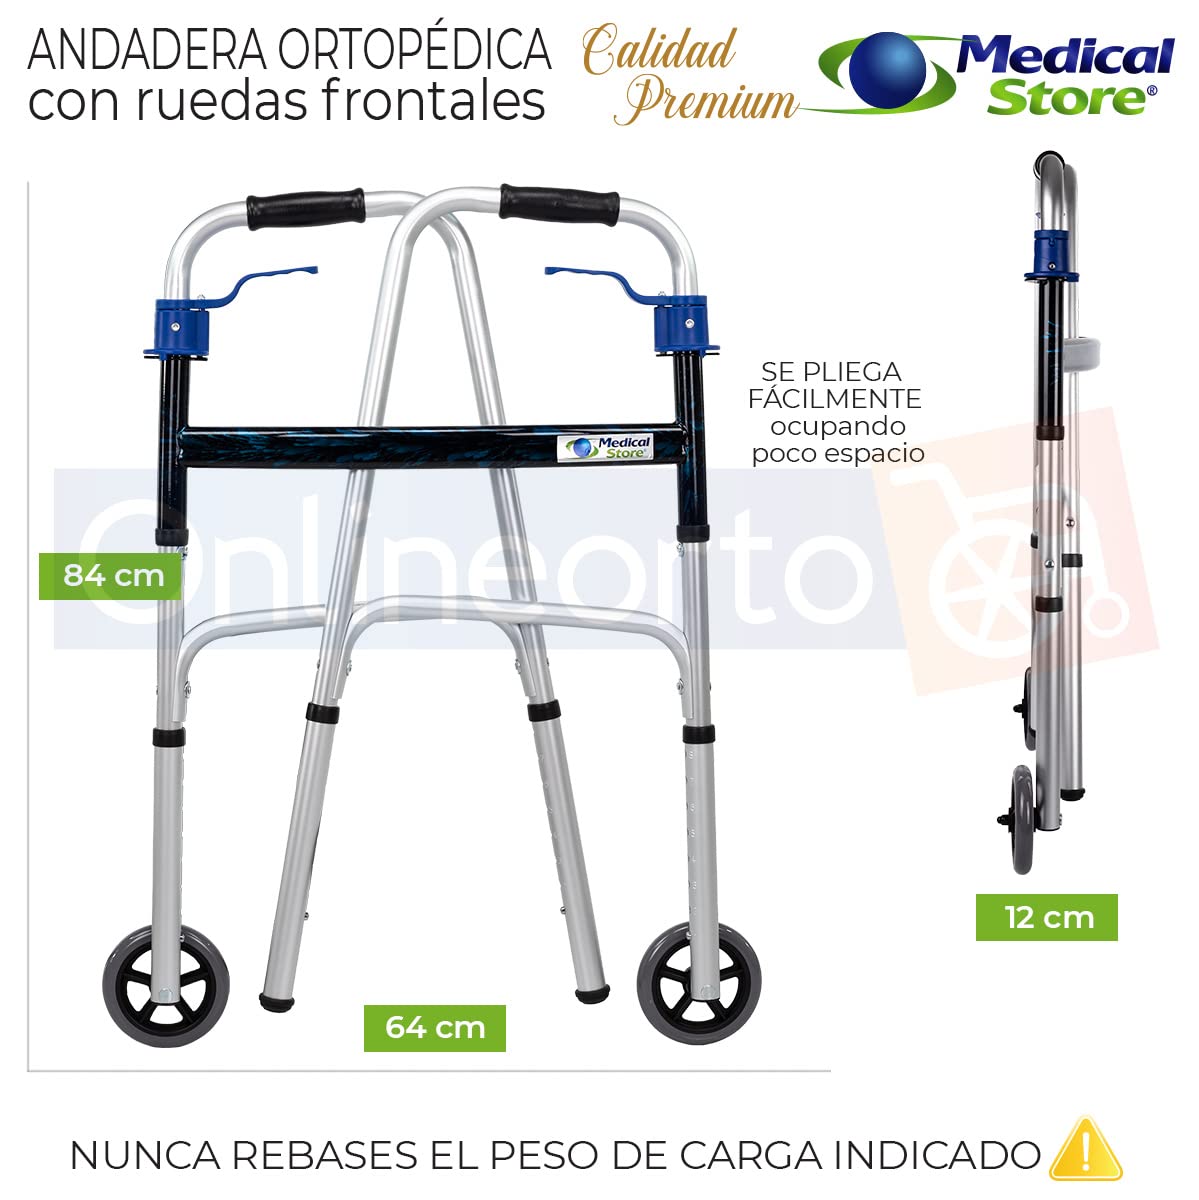 ANDADERA ORTOPÉDICA
con ruedas frontales
Calidad
Premium
Medical
Store®
SE PLIEGA
FÁCILMENTE
ocupando
poco espacio
Medical
Store®
Onlineorto
84 cm
12 cm
64 cm
NUNCA REBASES EL PESO DE CARGA INDICADO